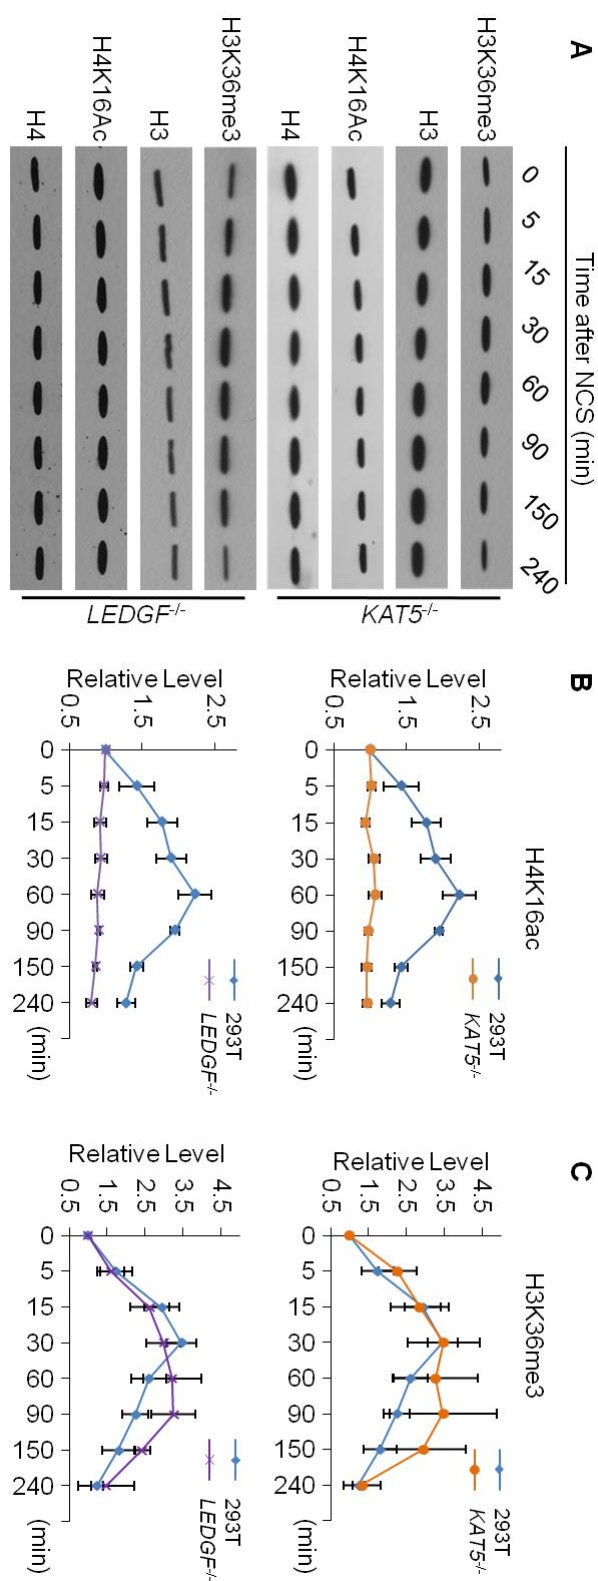 A
Time after NCS (min)
0 5 15 30 60 90 150 240
H3K36me3
H3
H4K16Ac
H4
KAT5-/-
H3K36me3
H3
H4K16Ac
H4
LEDGF-/-
B
H4K16ac
Relative Level
2.5
1.5
0.5
0 5 15 30 60 90 150 240 (min)
293T
KAT5-/-
Relative Level
2.5
1.5
0.5
0 5 15 30 60 90 150 240 (min)
293T
LEDGF-/-
C
H3K36me3
Relative Level
4.5
3.5
2.5
1.5
0.5
0 5 15 30 60 90 150 240 (min)
293T
KAT5-/-
Relative Level
4.5
3.5
2.5
1.5
0.5
0 5 15 30 60 90 150 240 (min)
293T
LEDGF-/-